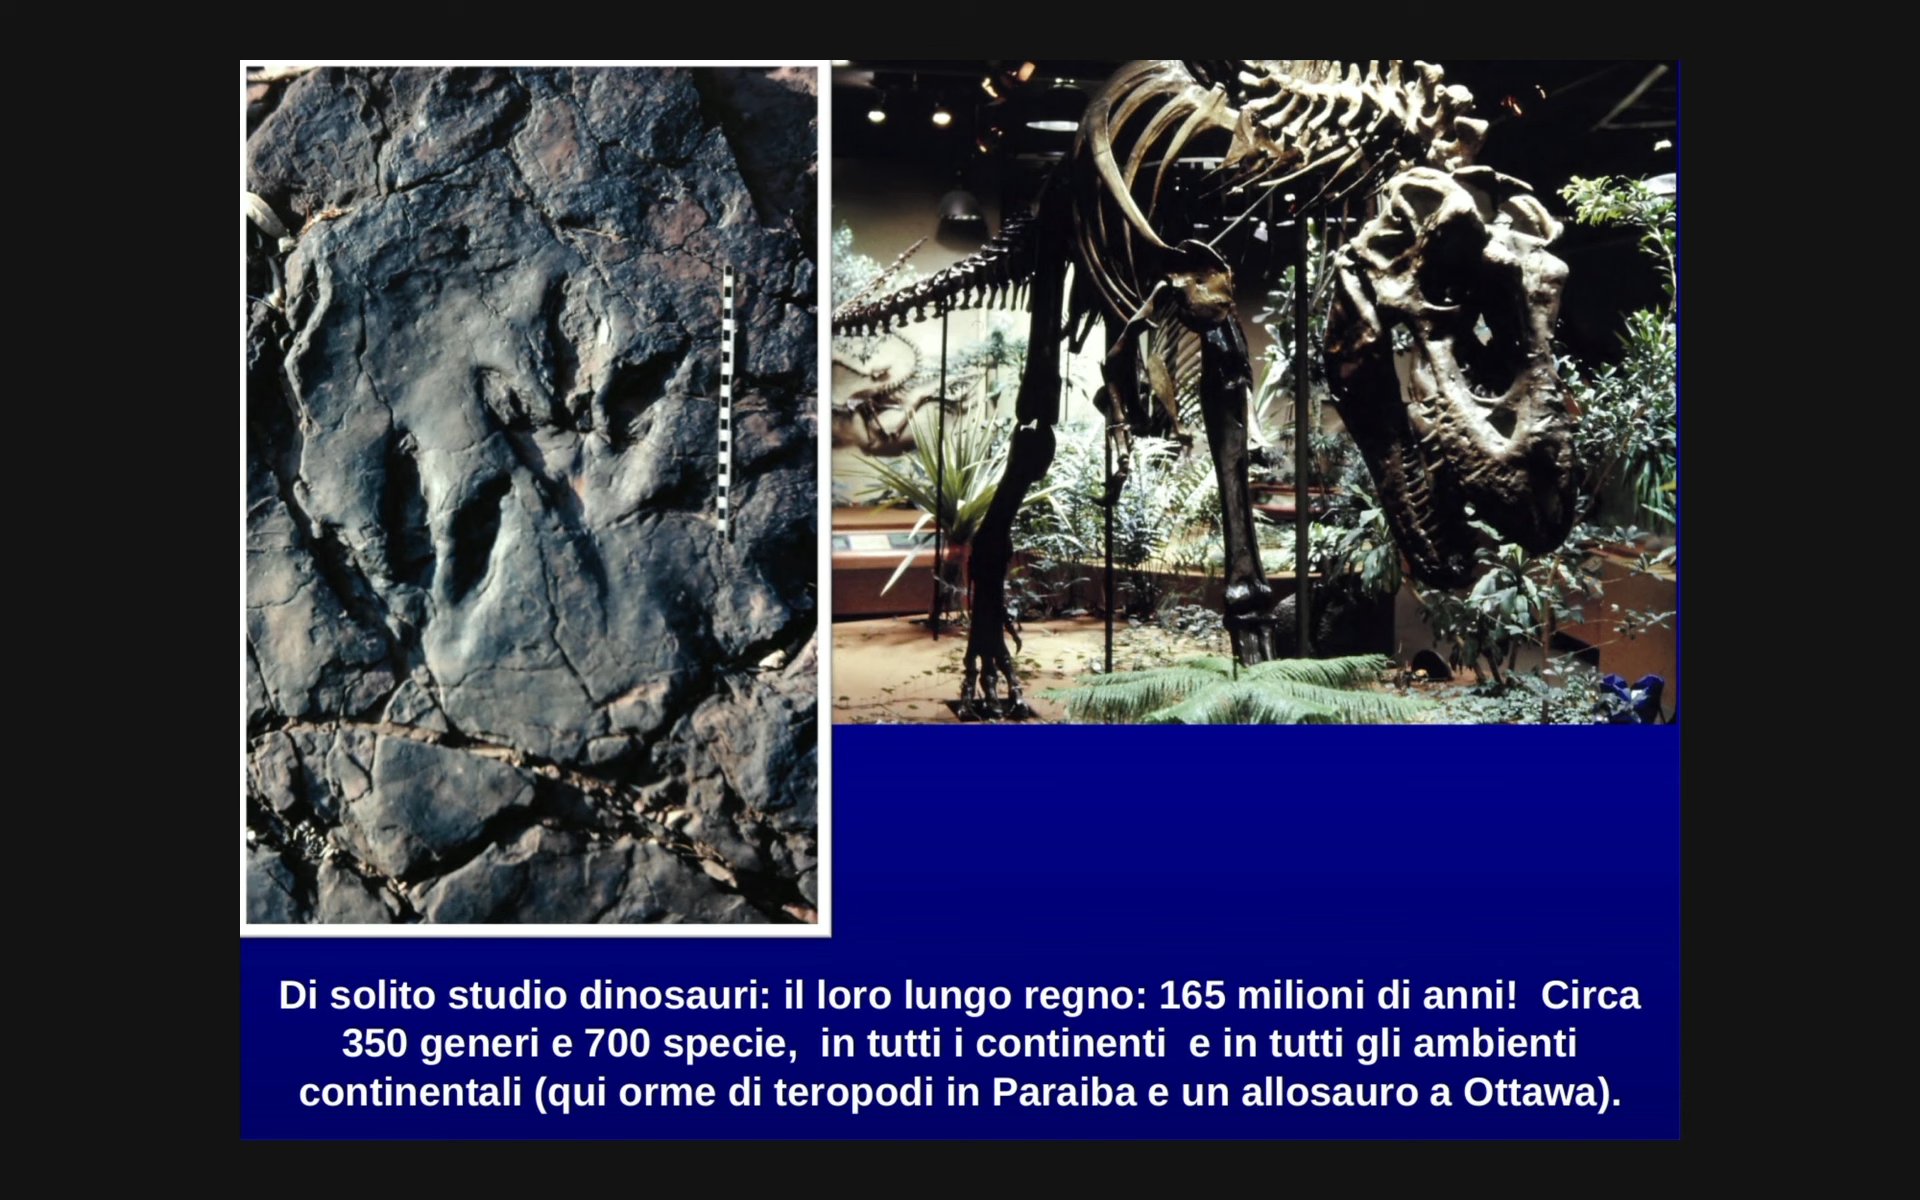 Di solito studio dinosauri: il loro lungo regno: 165 milioni di anni!  Circa
350 generi e 700 specie,  in tutti i continenti  e in tutti gli ambienti
continentali (qui orme di teropodi in Paraiba e un allosauro a Ottawa).